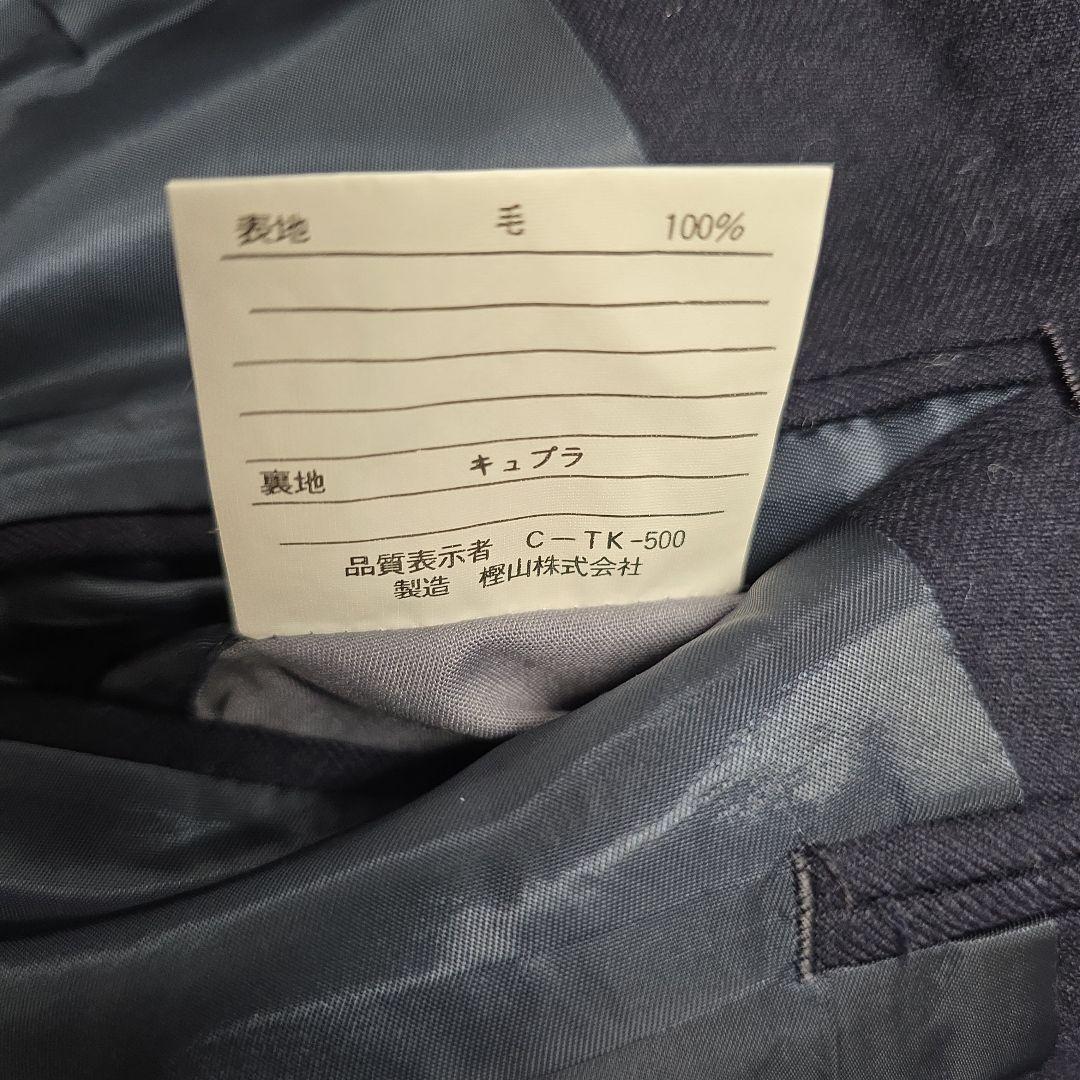 表地 毛 100%
裏地 キュプラ
品質表示者 C-TK-500
製造 樫山株式会社